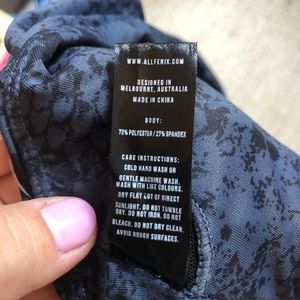 WWW.ALLFENIX.COM
DESIGNED IN
MELBOURNE, AUSTRALIA
MADE IN CHINA
BODY:
73% POLYESTER / 27% SPANDEX
CARE INSTRUCTIONS:
COLD HAND WASH OR
GENTLE MACHINE WASH.
WASH WITH LIKE COLOURS.
DRY FLAT OUT OF DIRECT
SUNLIGHT. DO NOT TUMBLE
DRY. DO NOT IRON. DO NOT
BLEACH. DO NOT DRY CLEAN.
AVOID ROUGH SURFACES.